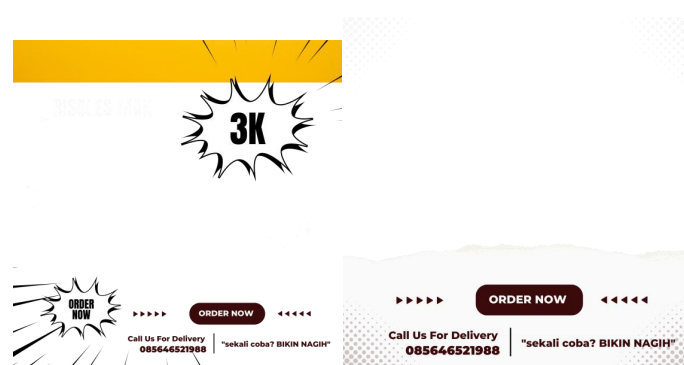 3K
ORDER
NOW
ORDER NOW
Call Us For Delivery
085646521988
"sekali coba? BIKIN NAGIH"
ORDER NOW
Call Us For Delivery
085646521988
"sekali coba? BIKIN NAGIH"